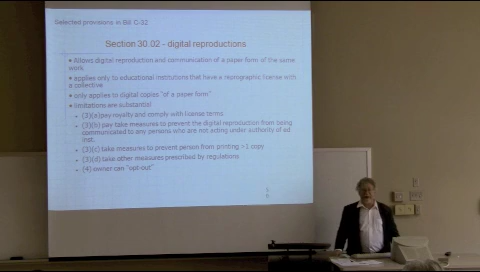 Selected provisions in Bill C-32
Section 30.02 - digital reproductions
• Allows digital reproduction and communication of a paper form of the same
work
• applies only to educational institutions that have a reprographic license with
a collective
• only applies to digital copies "of a paper form"
• limitations are substantial
– (3)(a)pay royalty and comply with license terms
– (3)(b) pay take measures to prevent the digital reproduction from being
communicated to any persons who are not acting under authority of ed
inst.
– (3)(c) take measures to prevent person from printing >1 copy
– (3)(d) take other measures prescribed by regulations
– (4) owner can "opt-out"